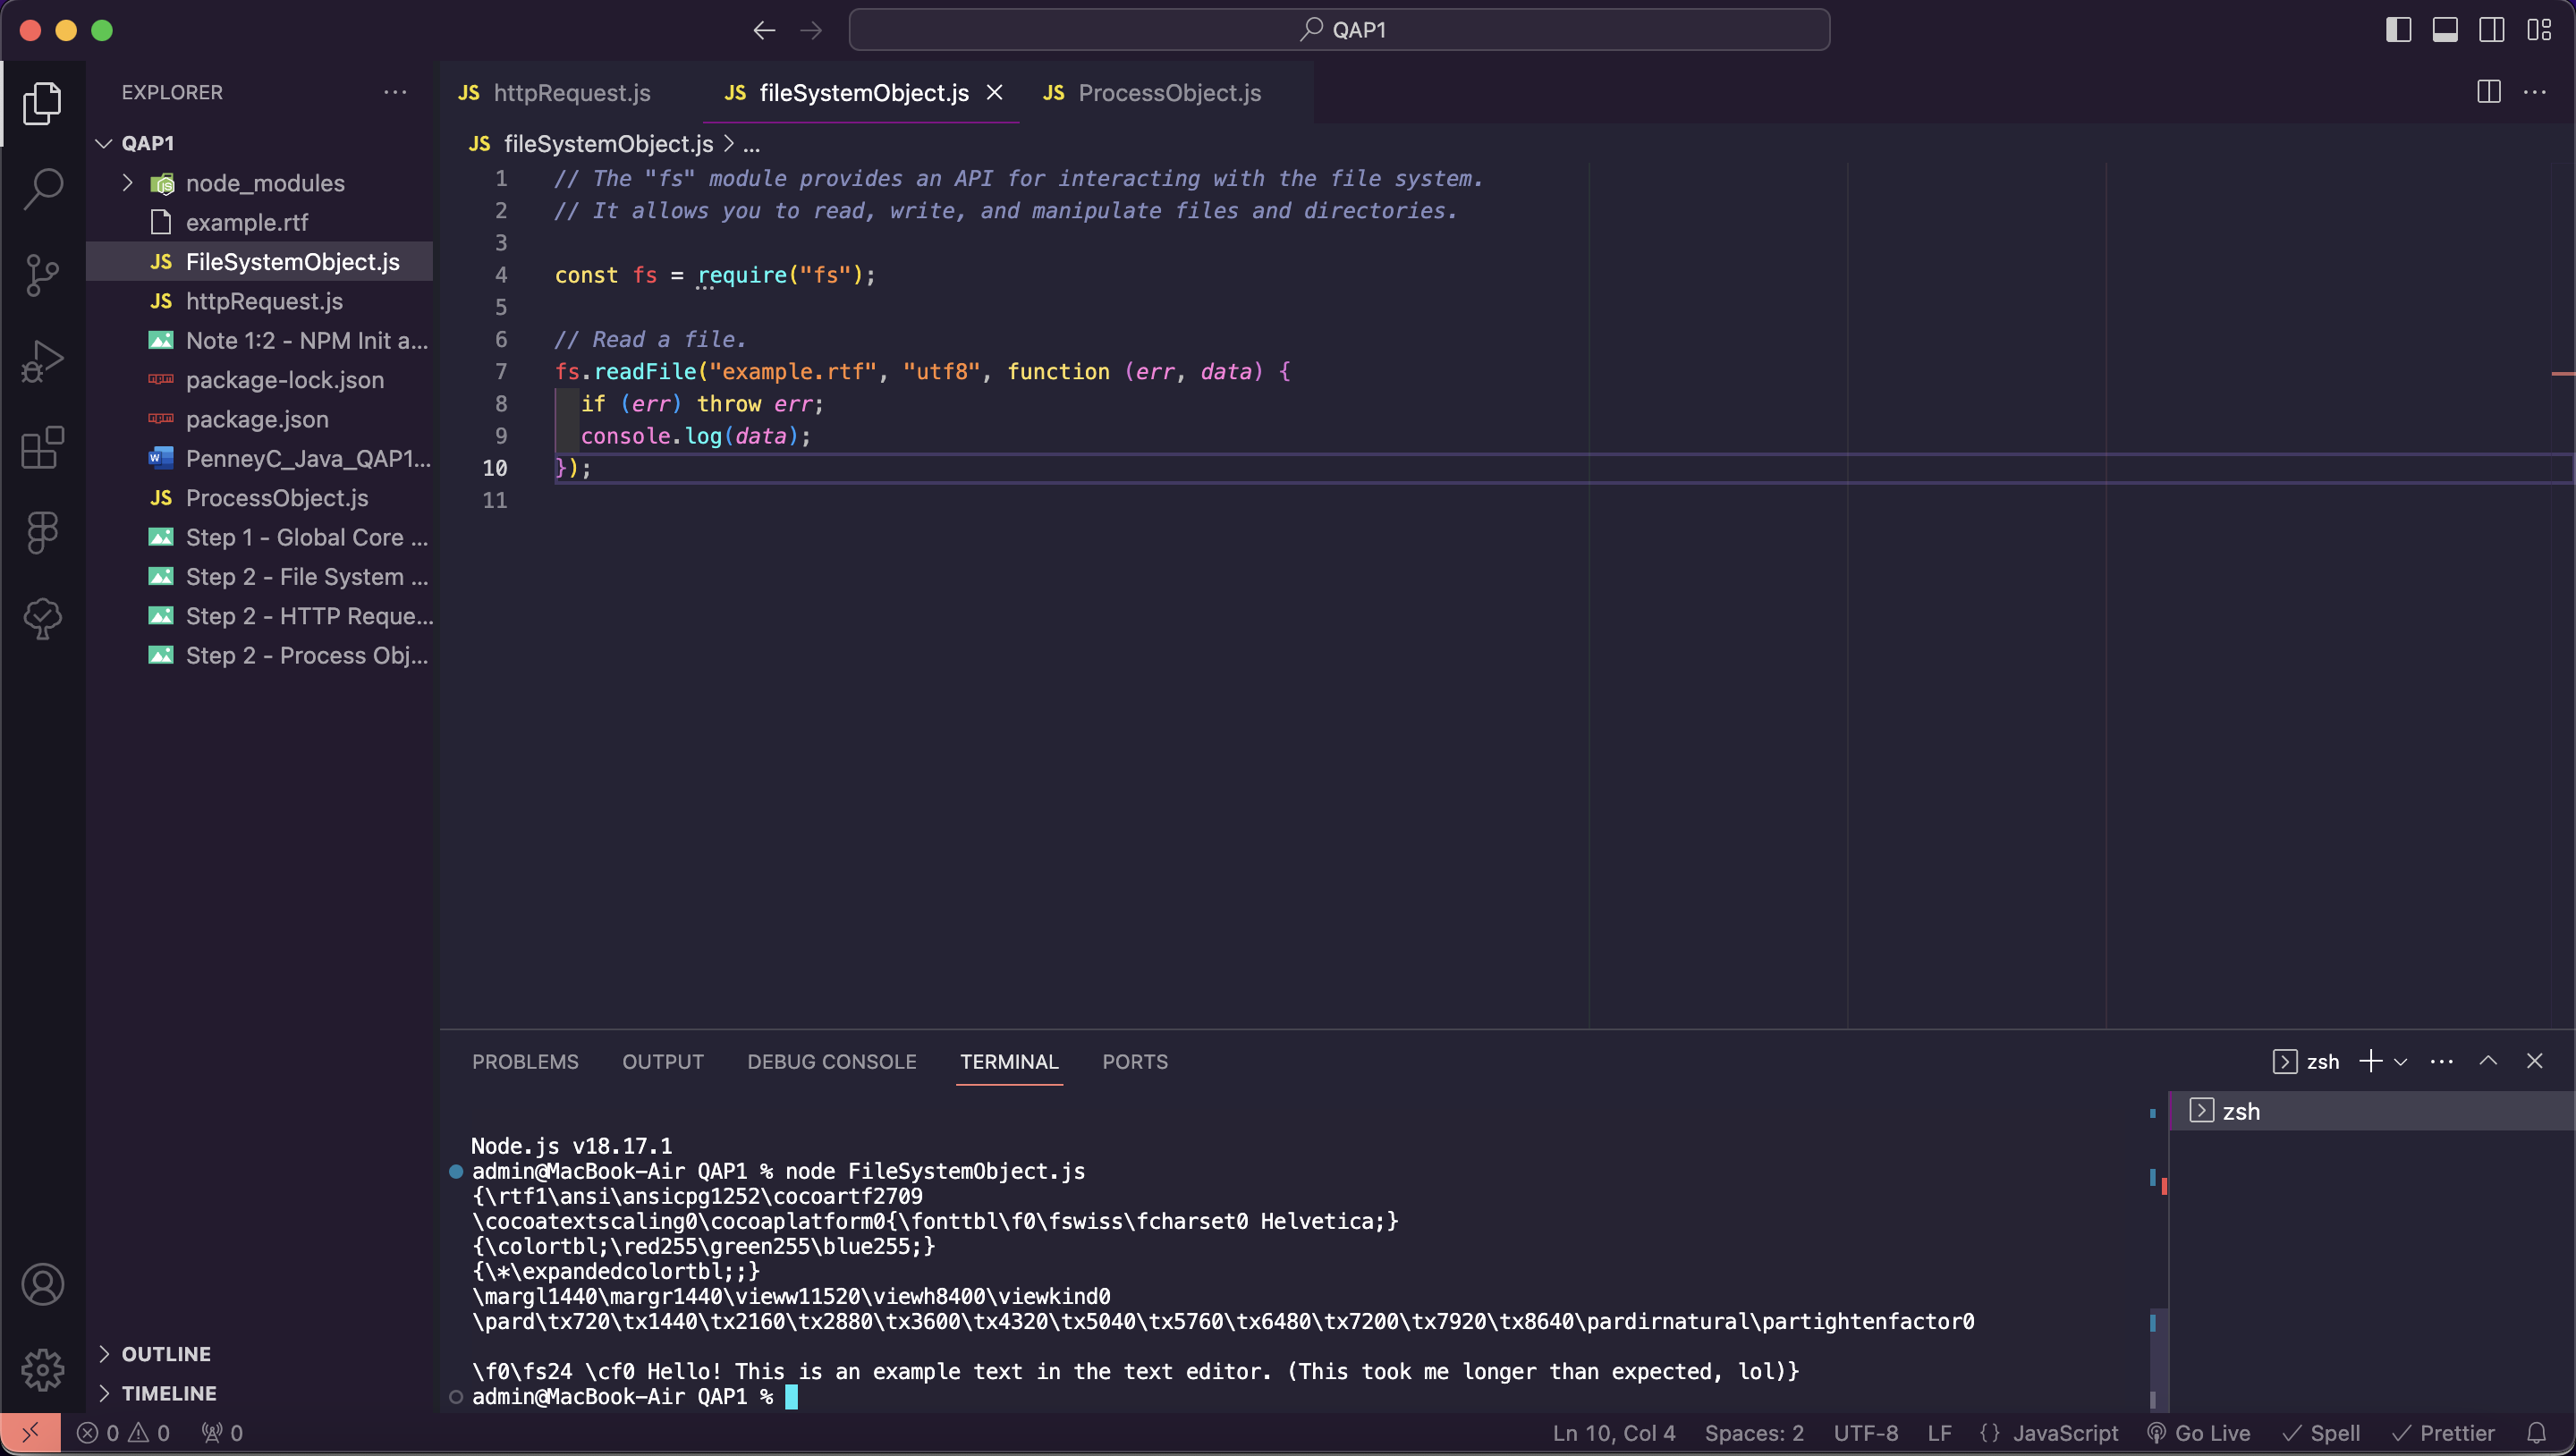 QAP1
EXPLORER
QAP1
node_modules
example.rtf
JS FileSystemObject.js
JS httpRequest.js
Note 1:2 - NPM Init a...
package-lock.json
package.json
W PenneyC_Java_QAP1...
JS ProcessObject.js
Step 1 - Global Core ...
Step 2 - File System ...
Step 2 - HTTP Reque...
Step 2 - Process Obj...
OUTLINE
TIMELINE
JS httpRequest.js JS fileSystemObject.js JS ProcessObject.js
JS fileSystemObject.js > ...
1 // The "fs" module provides an API for interacting with the file system.
2 // It allows you to read, write, and manipulate files and directories.
3
4 const fs = require("fs");
5
6 // Read a file.
7 fs.readFile("example.rtf", "utf8", function (err, data) {
8 if (err) throw err;
9 console.log(data);
10 });
11
PROBLEMS OUTPUT DEBUG CONSOLE TERMINAL PORTS zsh
zsh
Node.js v18.17.1
admin@MacBook-Air QAP1 % node FileSystemObject.js
{\rtf1\ansi\ansicpg1252\cocoartf2709
\cocoatextscaling0\cocoaplatform0{\fonttbl\f0\fswiss\fcharset0 Helvetica;}
{\colortbl;\red255\green255\blue255;}
{\*\expandedcolortbl;;}
\margl1440\margr1440\vieww11520\viewh8400\viewkind0
\pard\tx720\tx1440\tx2160\tx2880\tx3600\tx4320\tx5040\tx5760\tx6480\tx7200\tx7920\tx8640\pardirnatural\partightenfactor0
\f0\fs24 \cf0 Hello! This is an example text in the text editor. (This took me longer than expected, lol)}
admin@MacBook-Air QAP1 %
0 0 0 Ln 10, Col 4 Spaces: 2 UTF-8 LF {} JavaScript Go Live Spell Prettier